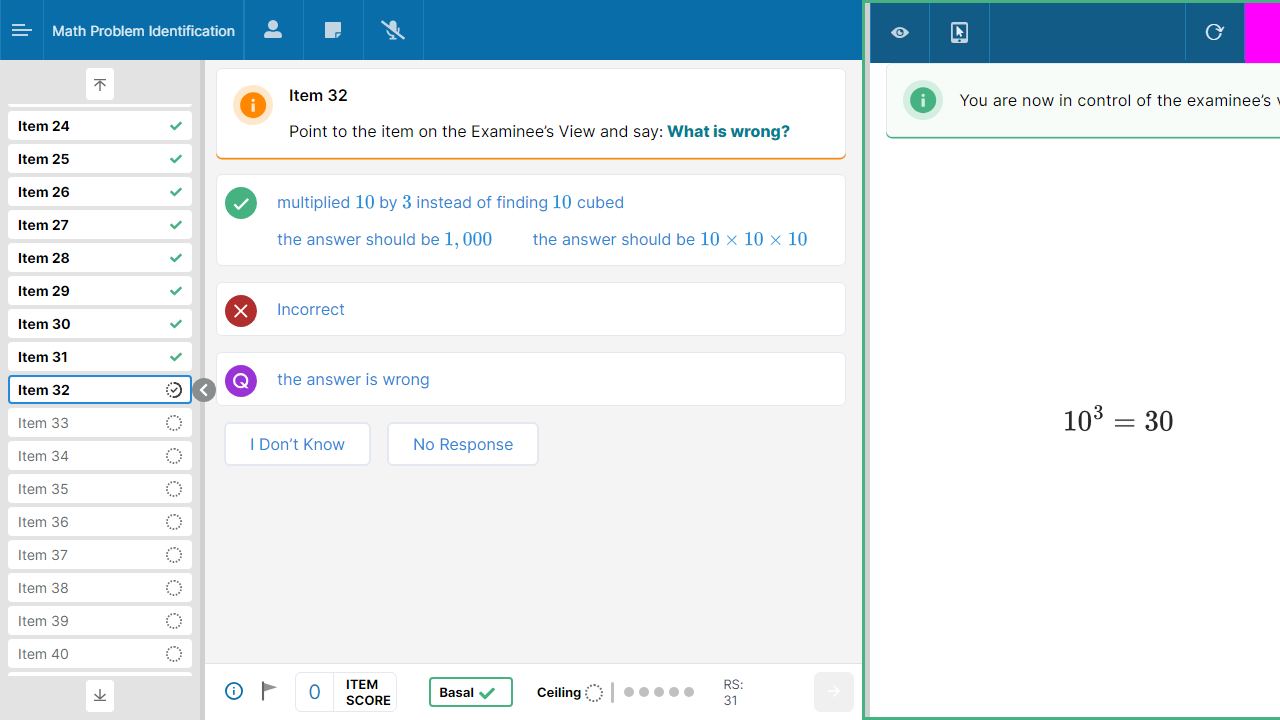 Math Problem Identification
Item 24
Item 25
Item 26
Item 27
Item 28
Item 29
Item 30
Item 31
Item 32
Item 33
Item 34
Item 35
Item 36
Item 37
Item 38
Item 39
Item 40
Item 32
Point to the item on the Examinee’s View and say: What is wrong?
multiplied 10 by 3 instead of finding 10 cubed
the answer should be 1,000 the answer should be 10 × 10 × 10
Incorrect
Q the answer is wrong
I Don’t Know No Response
0 ITEM SCORE Basal Ceiling RS: 31
You are now in control of the examinee’s
10³ = 30